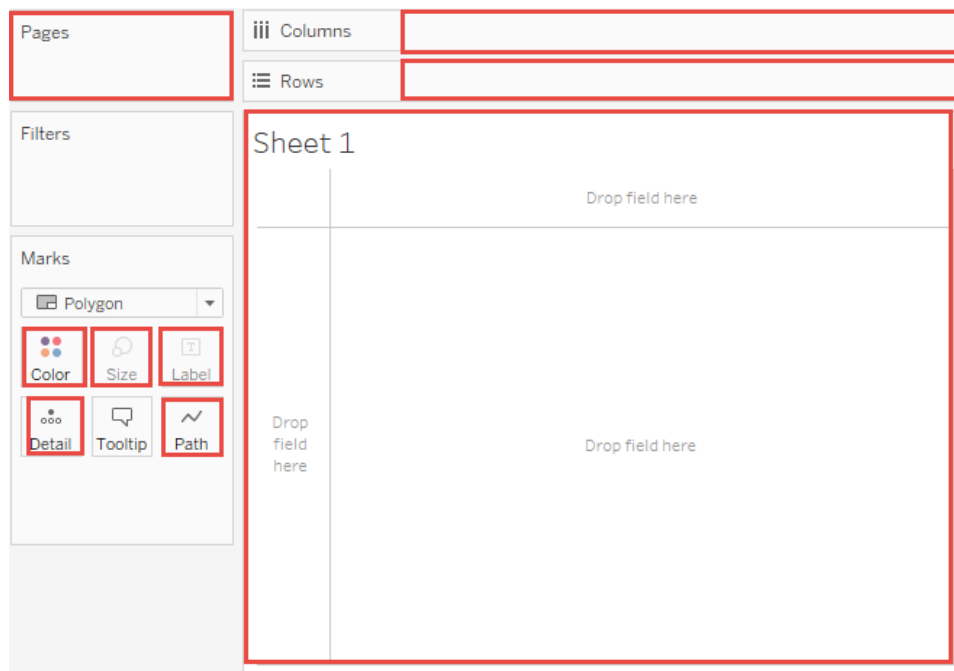 Pages
Columns
Rows
Filters
Sheet 1
Drop field here
Marks
Polygon
Color Size Label
Detail Tooltip Path
Drop
field
here
Drop field here